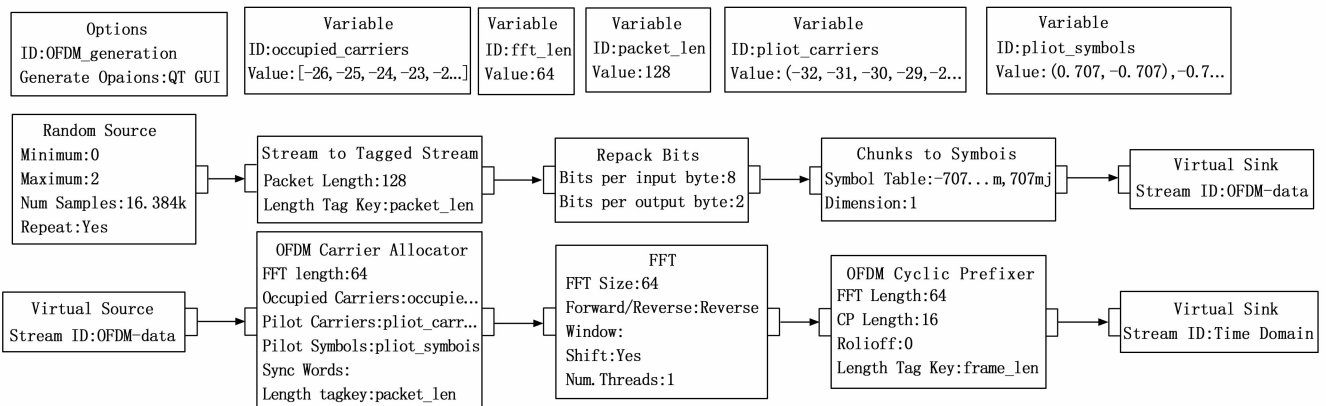 Options
ID:OFDM_generation
Generate Opaions:QT GUI
Variable
ID:occupied_carriers
Value:[-26,-25,-24,-23,-2...]
Variable
ID:fft_len
Value:64
Variable
ID:packet_len
Value:128
Variable
ID:pliot_carriers
Value:(-32,-31,-30,-29,-2...
Variable
ID:pliot_symbols
Value:(0.707,-0.707),-0.7...
Random Source
Minimum:0
Maximum:2
Num Samples:16.384k
Repeat:Yes
Stream to Tagged Stream
Packet Length:128
Length Tag Key:packet_len
Repack Bits
Bits per input byte:8
Bits per output byte:2
Chunks to Symbois
Symbol Table:-707...m,707mj
Dimension:1
Virtual Sink
Stream ID:OFDM-data
Virtual Source
Stream ID:OFDM-data
OFDM Carrier Allocator
FFT length:64
Occupied Carriers:occupie...
Pilot Carriers:pliot_carr...
Pilot Symbols:pliot_symbois
Sync Words:
Length tagkey:packet_len
FFT
FFT Size:64
Forward/Reverse:Reverse
Window:
Shift:Yes
Num.Threads:1
OFDM Cyclic Prefixer
FFT Length:64
CP Length:16
Rolioff:0
Length Tag Key:frame_len
Virtual Sink
Stream ID:Time Domain